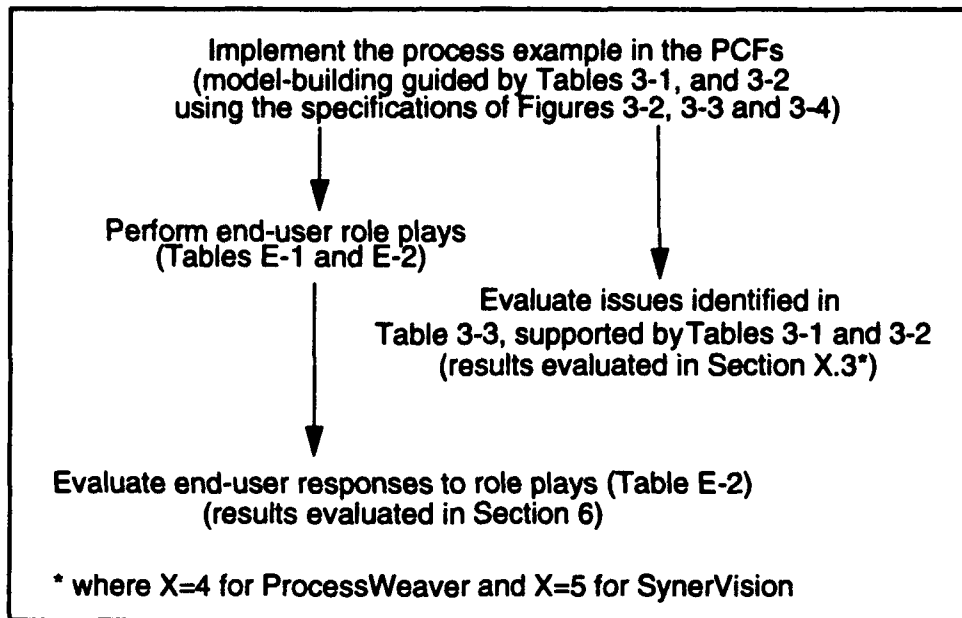 Implement the process example in the PCFs
(model-building guided by Tables 3-1, and 3-2
using the specifications of Figures 3-2, 3-3 and 3-4)
Perform end-user role plays
(Tables E-1 and E-2)
Evaluate issues identified in
Table 3-3, supported by Tables 3-1 and 3-2
(results evaluated in Section X.3*)
Evaluate end-user responses to role plays (Table E-2)
(results evaluated in Section 6)
* where X=4 for ProcessWeaver and X=5 for SynerVision